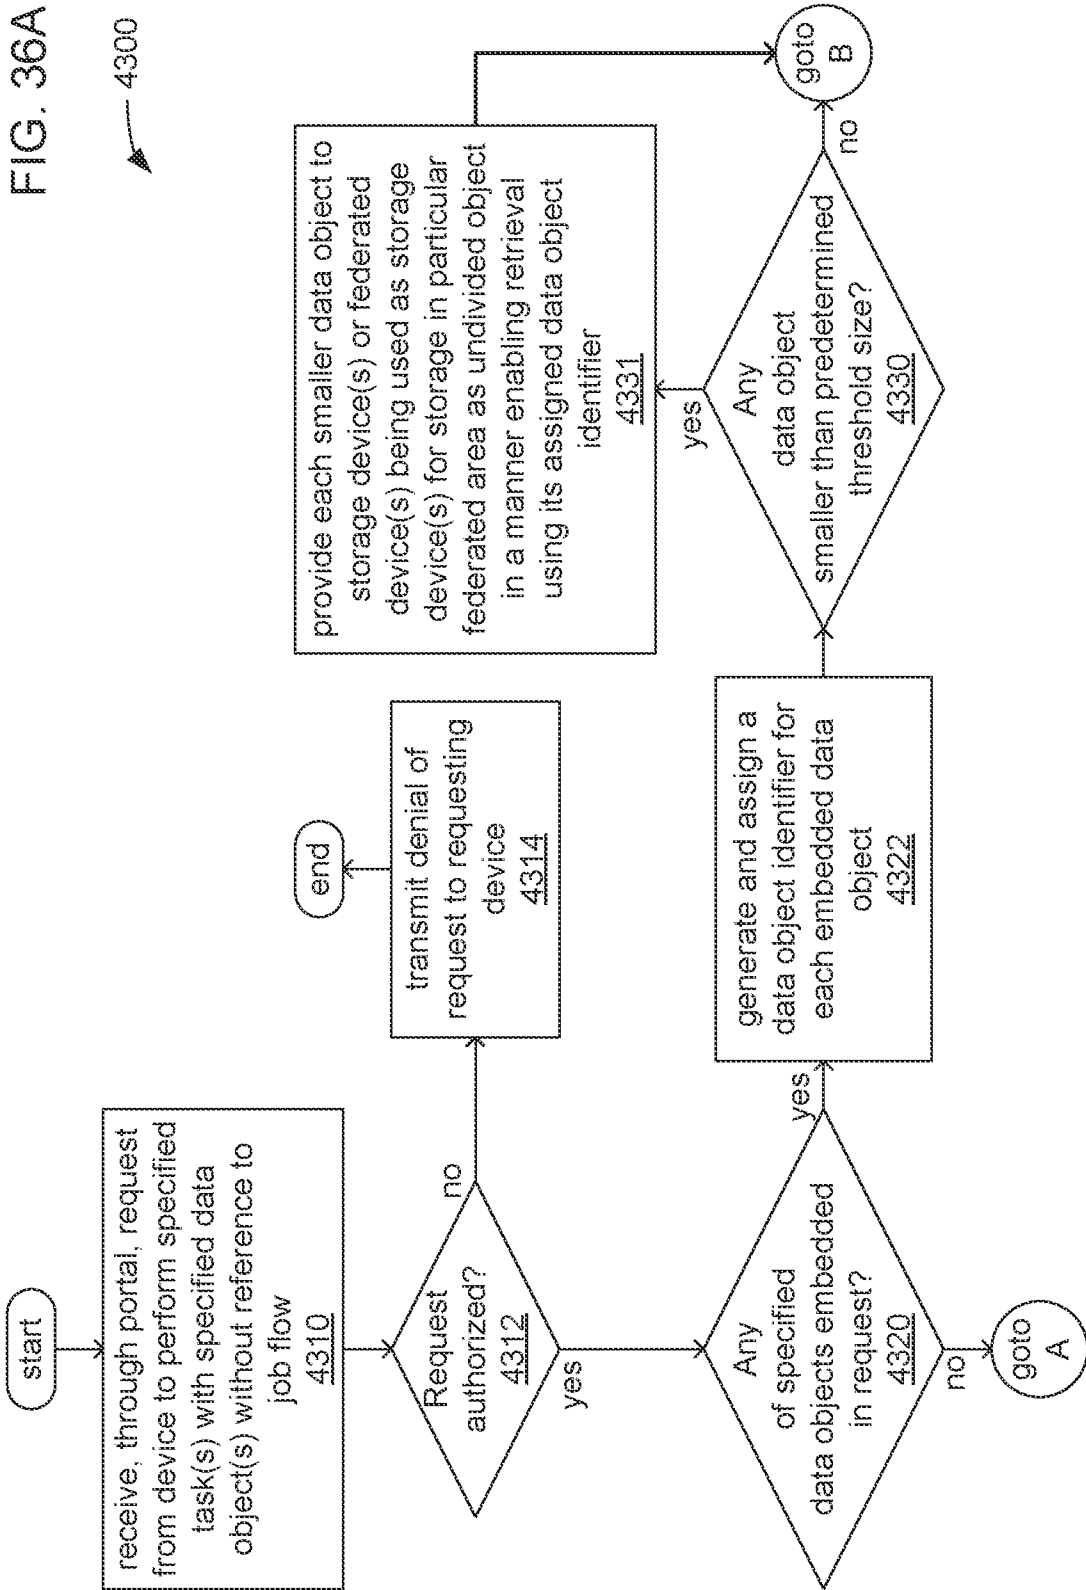 FIG. 36A
4300
start
receive, through portal, request
from device to perform specified
task(s) with specified data
object(s) without reference to
job flow
4310
Request
authorized?
4312
no
yes
transmit denial of
request to requesting
device
4314
end
Any
of specified
data objects embedded
in request?
4320
no
goto
A
yes
generate and assign a
data object identifier for
each embedded data
object
4322
Any
data object
smaller than predetermined
threshold size?
4330
yes
no
provide each smaller data object to
storage device(s) or federated
device(s) being used as storage
device(s) for storage in particular
federated area as undivided object
in a manner enabling retrieval
using its assigned data object
identifier
4331
goto
B